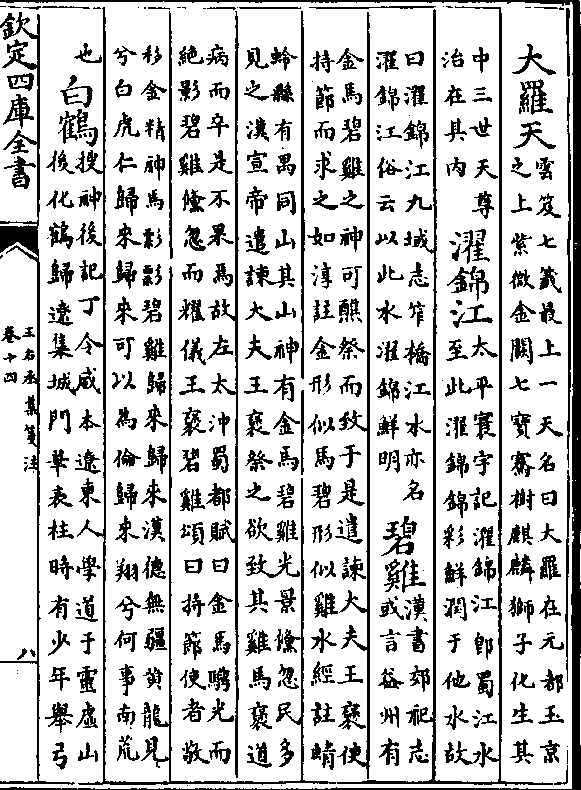 大羅天雲笈七籤最上一天名曰大羅在元都玉京
之上紫微金闕七寳騫樹麒麟獅子化生其
中三世天尊
治在其内
濯錦江太平寰宇記濯錦江卽蜀江水
至此濯錦錦彩鮮潤于他水故
曰濯錦江九域志笮橋江水亦名
濯錦江俗云以此水濯錦鮮明
碧雞漢書郊祀志
或言益州有
金馬碧雞之神可醮祭而致于是遣諫大夫王褒使
持節而求之如淳註金形似馬碧形似雞水經註蜻
蛉縣有禺同山其山神有金馬碧雞光景儵忽民多
見之漢宣帝遣諫大夫王褒祭之欲致其雞馬褒道
病而卒是不果焉故左太沖蜀都賦曰金馬騁光而
絶影碧雞儵忽而耀儀王褒碧雞頌曰持節使者敬
移金精神馬彯彯碧雞歸來歸來漢德無疆黄龍見
兮白虎仁歸來歸來可以為倫歸來翔兮何事南荒
也
白鶴搜神後記丁令威本遼東人學道于靈虚山
後化鶴歸遼集城門華表柱時有少年舉弓
欽定四庫全書
王右丞集箋注
卷十四
八